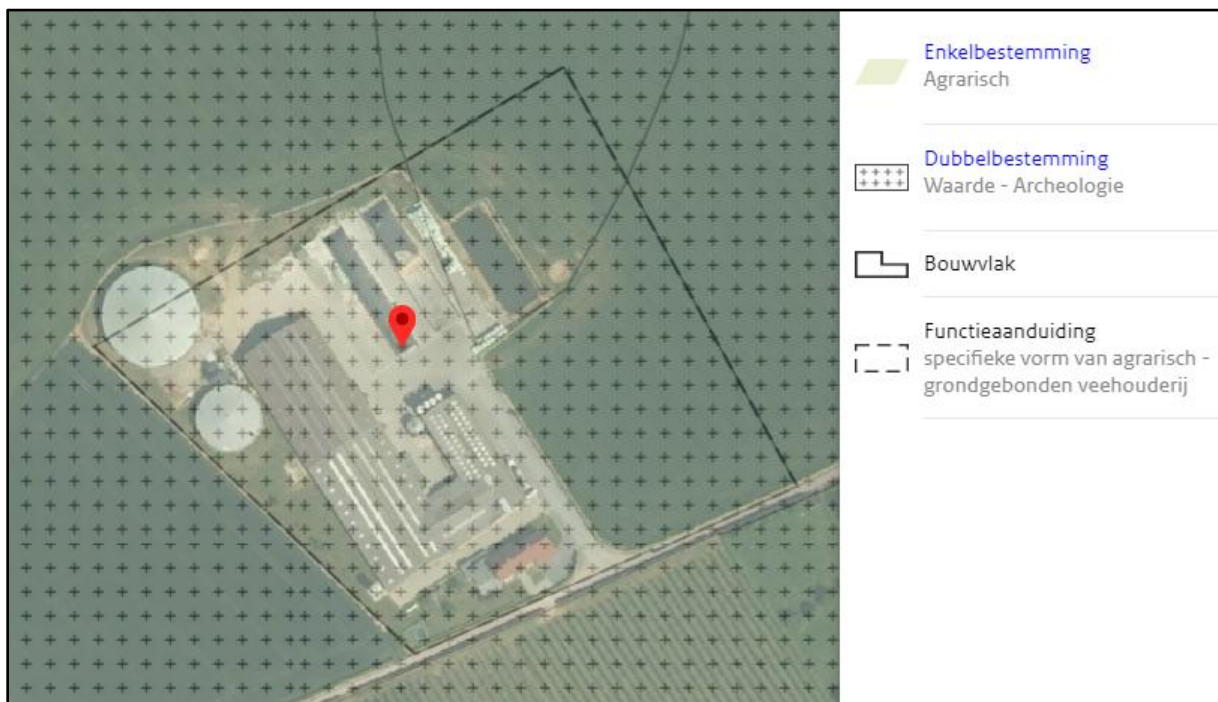 Enkelbestemming
Agrarisch
Dubbelbestemming
Waarde - Archeologie
Bouwvlak
Functieaanduiding
specifieke vorm van agrarisch -
grondgebonden veehouderij